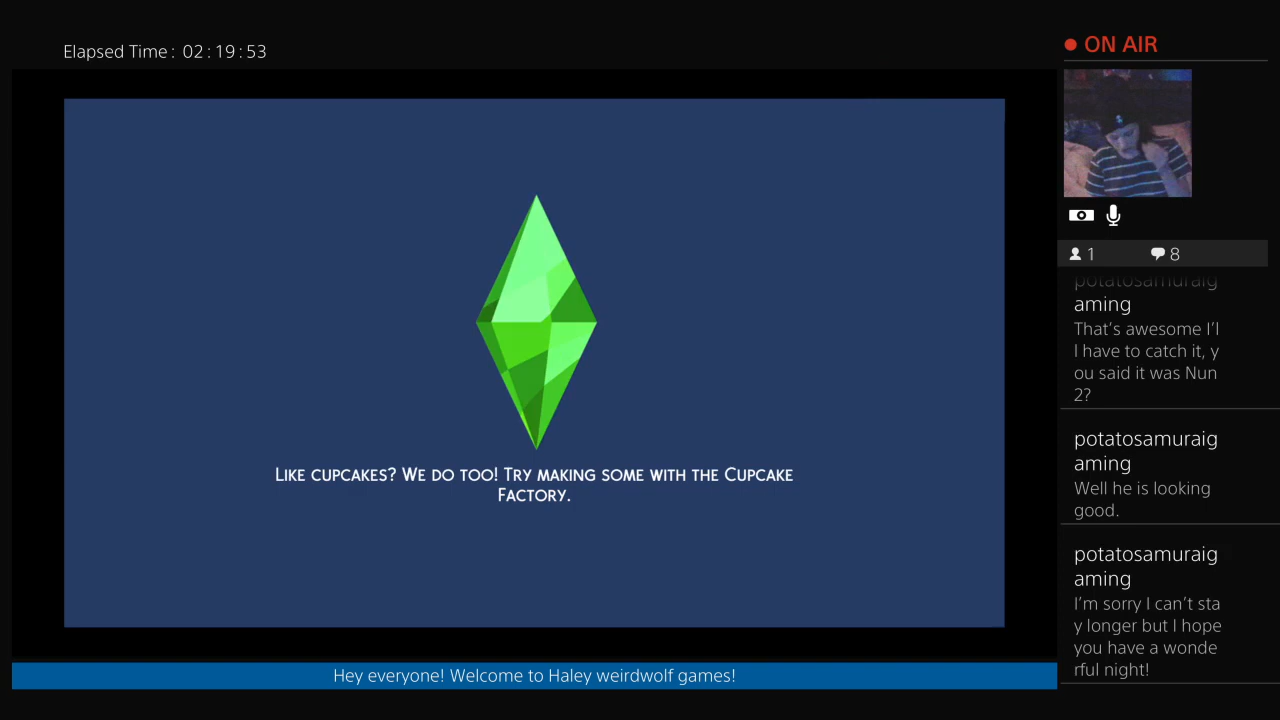 Elapsed Time: 02:19:53
ON AIR
1 8
potatosamuraig
aming
That's awesome I'l
l have to catch it, y
ou said it was Nun
2?
potatosamuraig
aming
Well he is looking
good.
potatosamuraig
aming
I'm sorry I can't sta
y longer but I hope
you have a wonde
rful night!
LIKE CUPCAKES? WE DO TOO! TRY MAKING SOME WITH THE CUPCAKE
FACTORY.
Hey everyone! Welcome to Haley weirdwolf games!